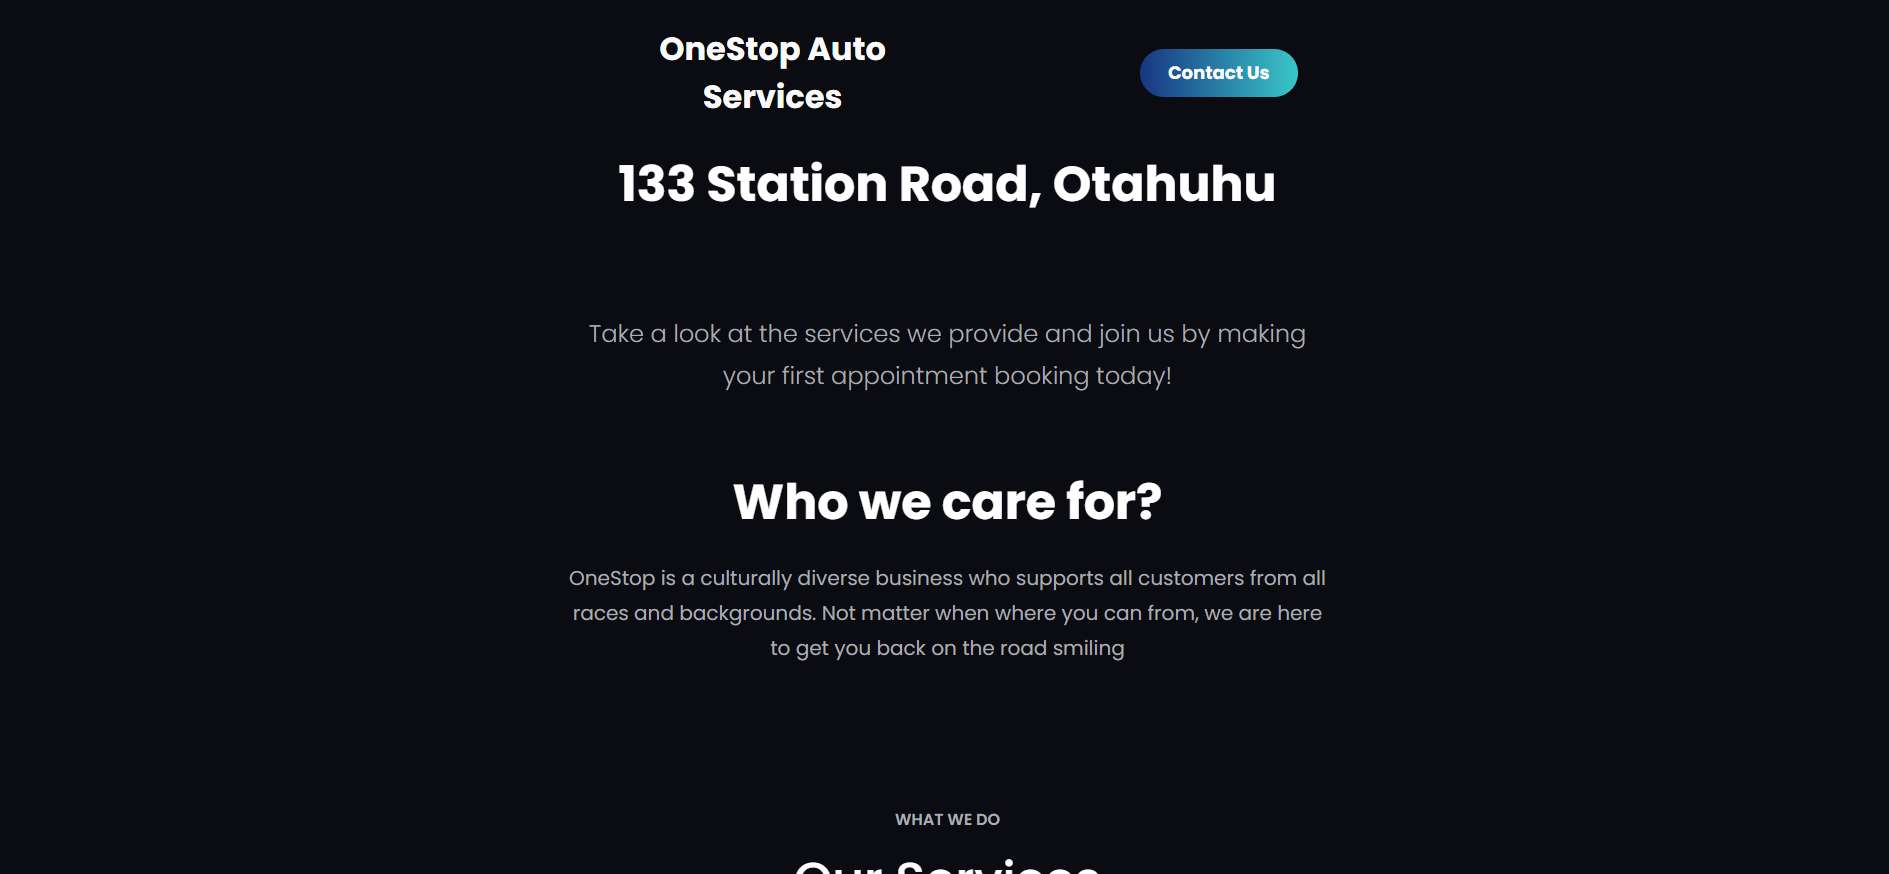 OneStop Auto
Services
Contact Us
133 Station Road, Otahuhu
Take a look at the services we provide and join us by making
your first appointment booking today!
Who we care for?
OneStop is a culturally diverse business who supports all customers from all
races and backgrounds. Not matter when where you can from, we are here
to get you back on the road smiling
WHAT WE DO
Our Services